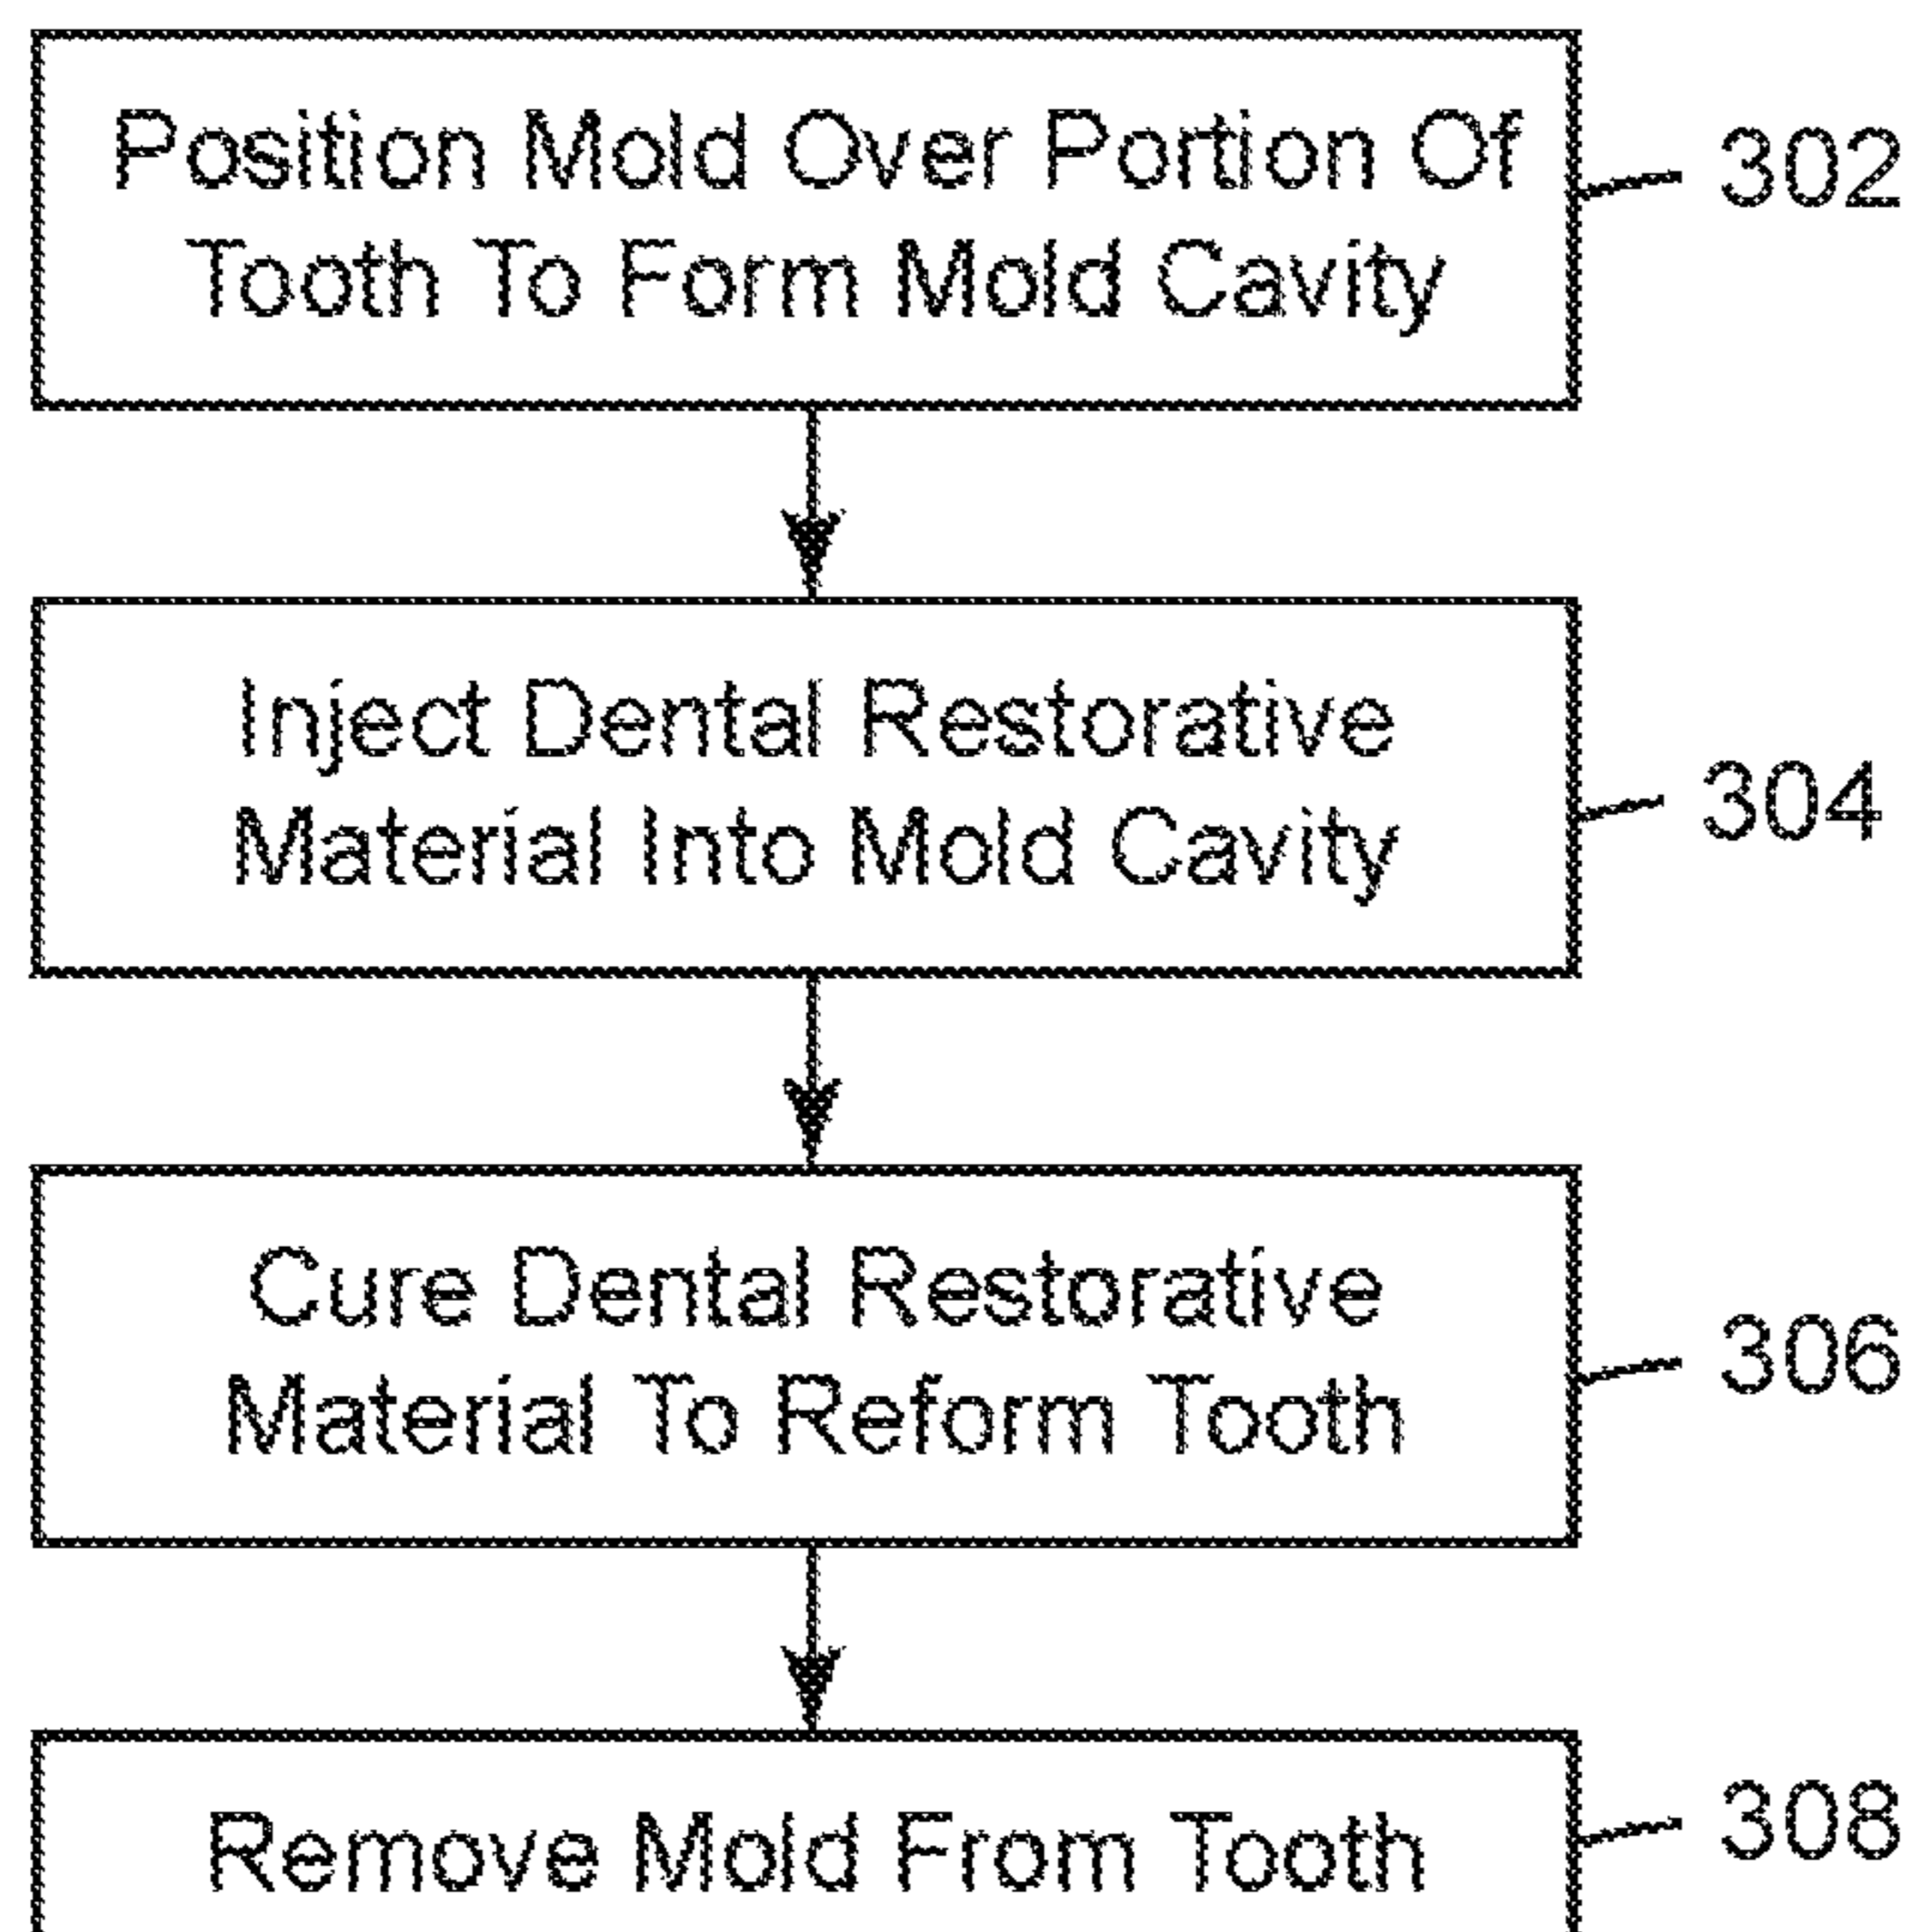 Position Mold Over Portion Of
Tooth To Form Mold Cavity
302
Inject Dental Restorative
Material Into Mold Cavity
304
Cure Dental Restorative
Material To Reform Tooth
306
Remove Mold From Tooth
308